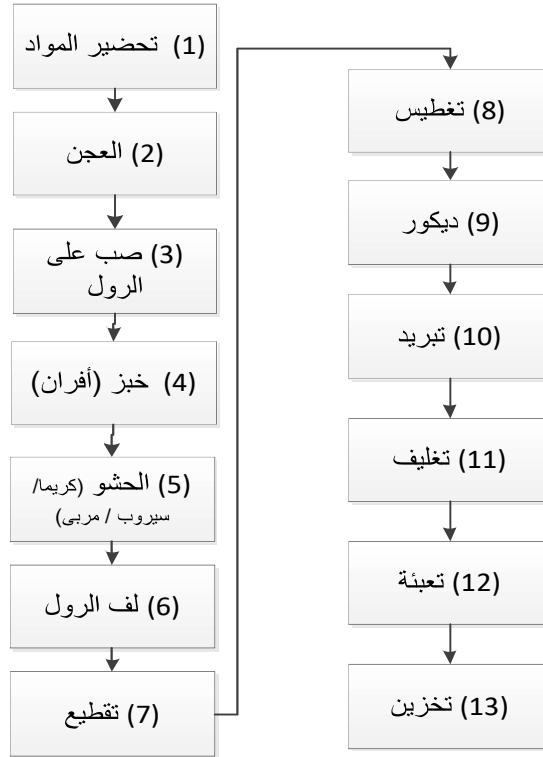 (1) تحضير المواد
(2) العجن
(3) صب على
الرول
(4) خبز (أفران)
(5) الحشو (كريما/
سيروب / مربى)
(6) لف الرول
(7) تقطيع
(8) تغطيس
(9) ديكور
(10) تبريد
(11) تغليف
(12) تعبئة
(13) تخزين